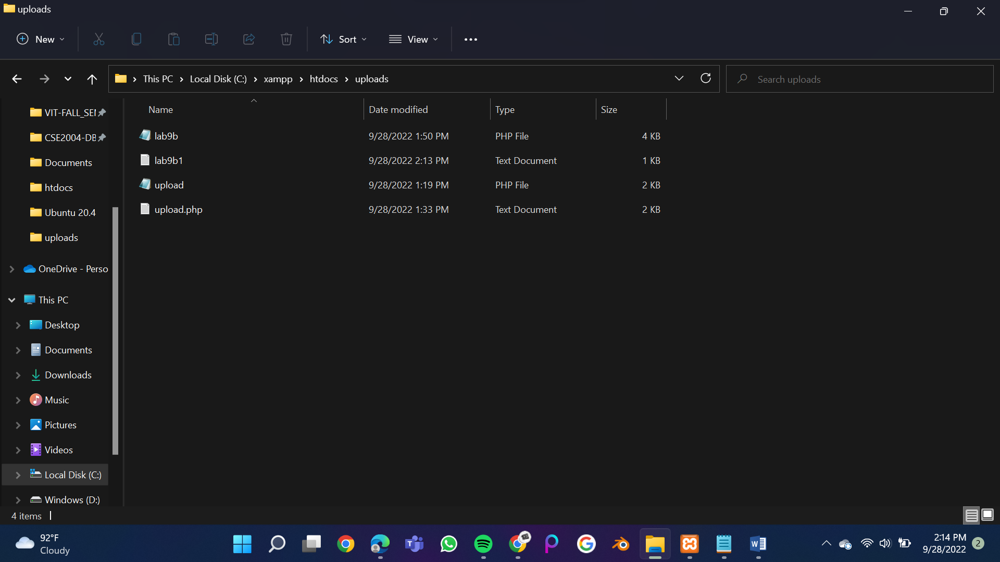 uploads
New
Sort
View
This PC
Local Disk (C:)
xampp
htdocs
uploads
Search uploads
Name
Date modified
Type
Size
lab9b 9/28/2022 1:50 PM PHP File 4 KB
lab9b1 9/28/2022 2:13 PM Text Document 1 KB
upload 9/28/2022 1:19 PM PHP File 2 KB
upload.php 9/28/2022 1:33 PM Text Document 2 KB
VIT-FALL_SEI
CSE2004-DB
Documents
htdocs
Ubuntu 20.4
uploads
OneDrive - Perso
This PC
Desktop
Documents
Downloads
Music
Pictures
Videos
Local Disk (C:)
Windows (D:)
4 items
92°F
Cloudy
2:14 PM
9/28/2022
2